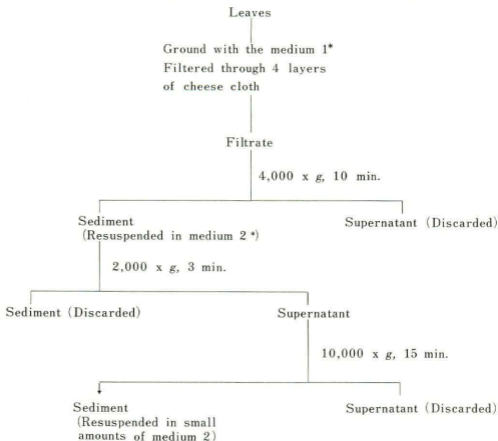 Leaves
Ground with the medium 1*
Filtered through 4 layers
of cheese cloth
Filtrate
4,000 x g, 10 min.
Sediment
(Resuspended in medium 2*)
Supernatant (Discarded)
2,000 x g, 3 min.
Sediment (Discarded)
Supernatant
10,000 x g, 15 min.
Sediment
(Resuspended in small
amounts of medium 2)
Supernatant (Discarded)